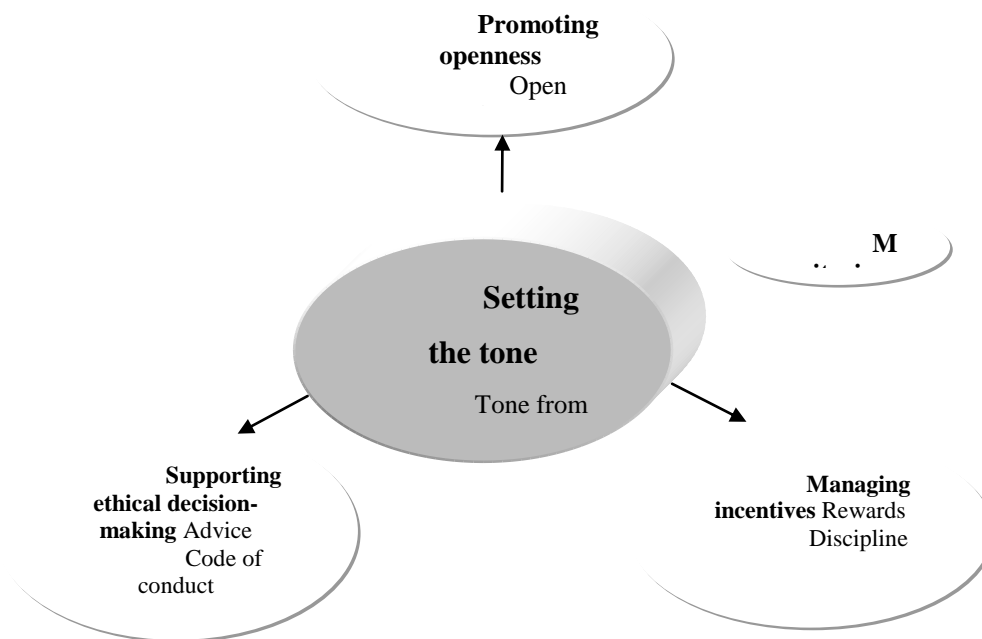 Promoting
openness
Open
M
Setting
the tone
Tone from
Supporting
ethical decision-
making Advice
Code of
conduct
Managing
incentives Rewards
Discipline